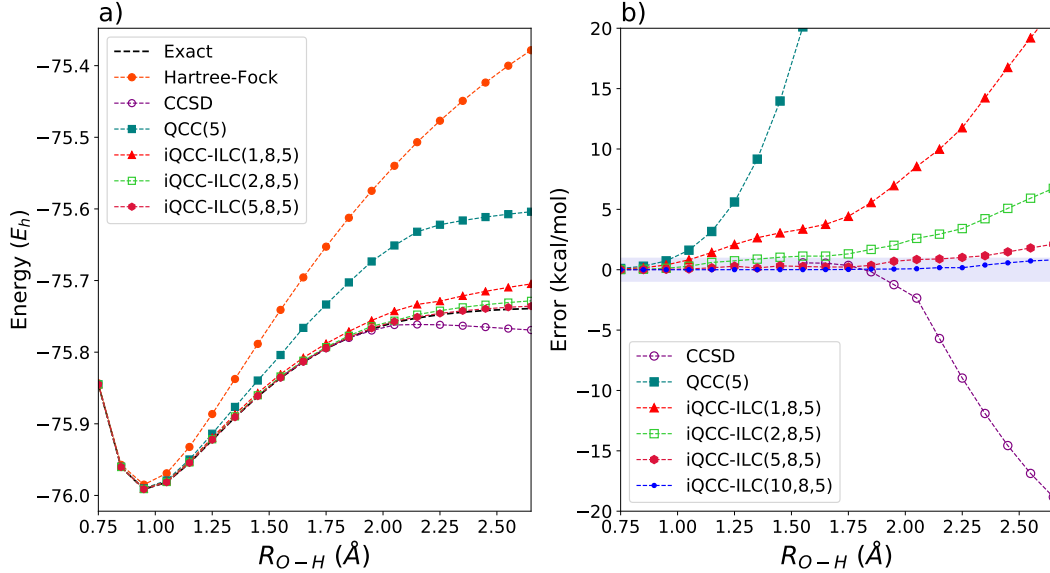 a)
Energy ($E_h$)
−75.4
−75.5
−75.6
−75.7
−75.8
−75.9
−76.0
Exact
Hartree-Fock
CCSD
QCC(5)
iQCC-ILC(1,8,5)
iQCC-ILC(2,8,5)
iQCC-ILC(5,8,5)
0.75 1.00 1.25 1.50 1.75 2.00 2.25 2.50
$R_{O-H}$ (Å)
b)
Error (kcal/mol)
20
15
10
5
0
−5
−10
−15
−20
CCSD
QCC(5)
iQCC-ILC(1,8,5)
iQCC-ILC(2,8,5)
iQCC-ILC(5,8,5)
iQCC-ILC(10,8,5)
0.75 1.00 1.25 1.50 1.75 2.00 2.25 2.50
$R_{O-H}$ (Å)